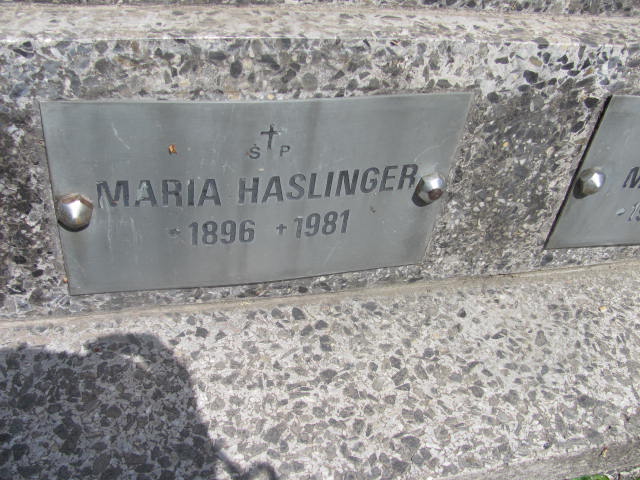 Ś P
MARIA HASLINGER
* 1896 + 1981